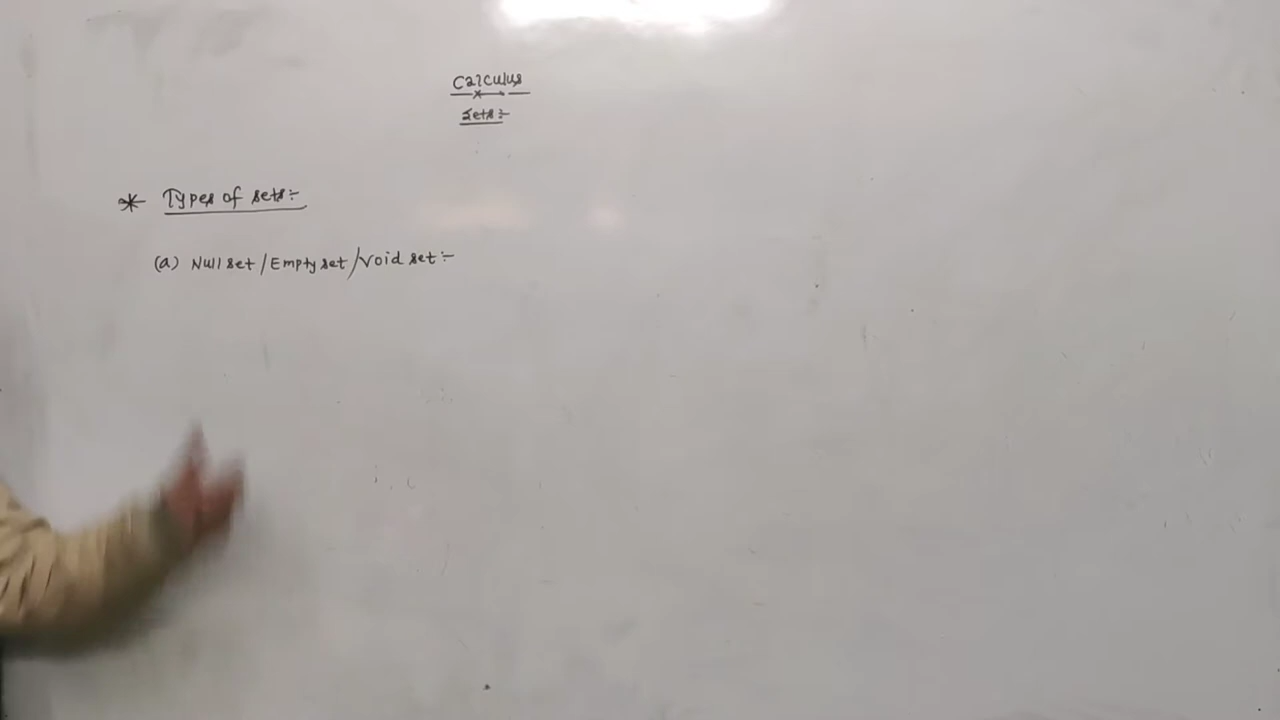 Calculus
Sets:-
* Types of sets:-
(a) Null set / Empty set / Void set :-